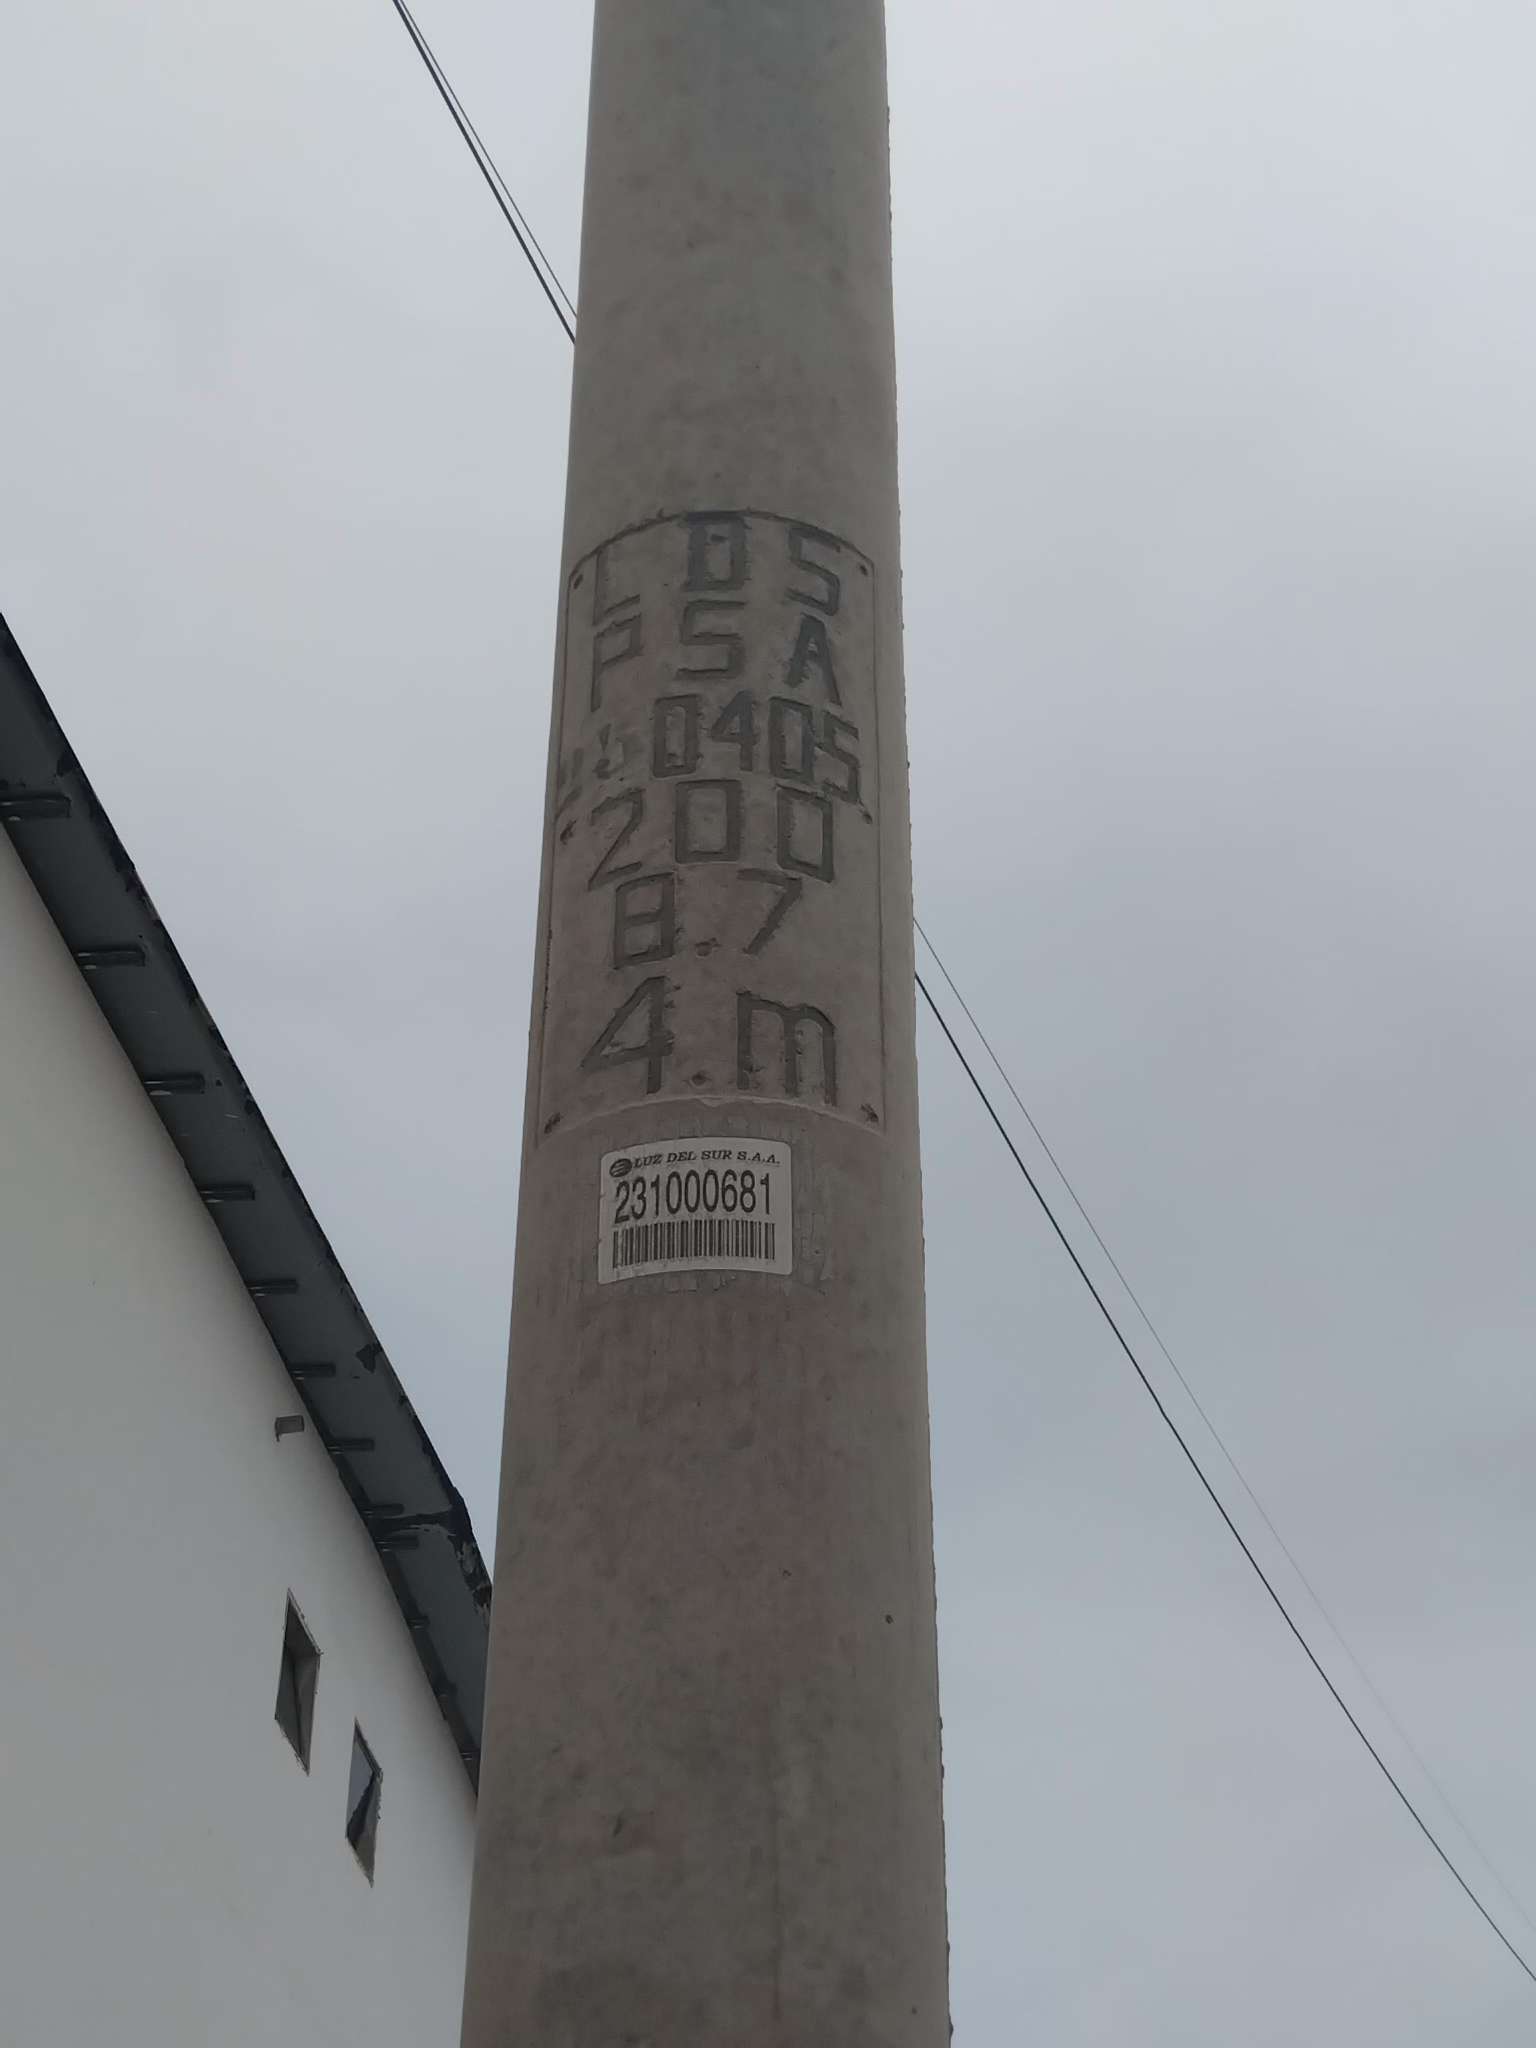 LDS
PSA
0405
200
8.7
4.m
LUZ DEL SUR S.A.A.
231000681